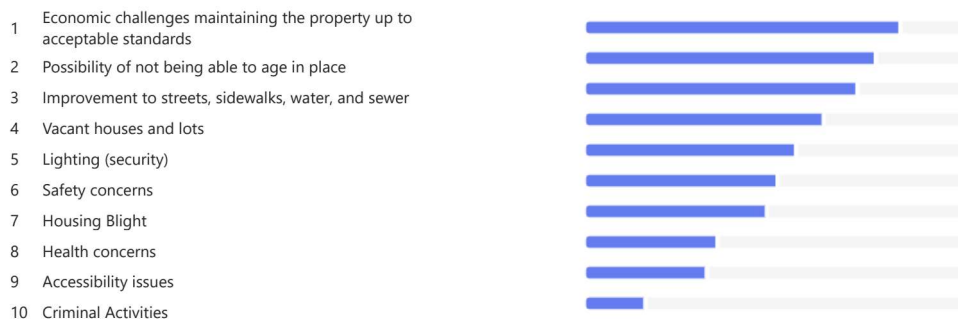 1 Economic challenges maintaining the property up to
acceptable standards
2 Possibility of not being able to age in place
3 Improvement to streets, sidewalks, water, and sewer
4 Vacant houses and lots
5 Lighting (security)
6 Safety concerns
7 Housing Blight
8 Health concerns
9 Accessibility issues
10 Criminal Activities